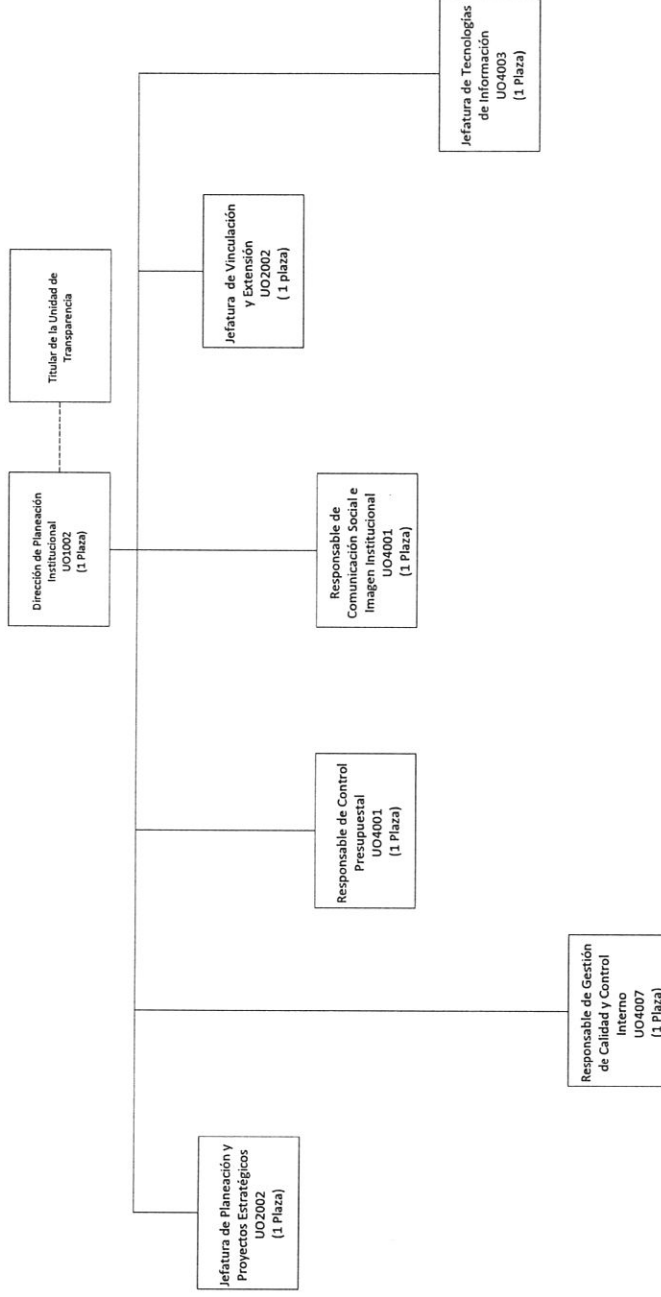 Dirección de Planeación
Institucional
UO1002
(1 Plaza)
Titular de la Unidad de
Transparencia
Jefatura de Planeación y
Proyectos Estratégicos
UO2002
(1 Plaza)
Responsable de Gestión
de Calidad y Control
Interno
UO4007
(1 Plaza)
Responsable de Control
Presupuestal
UO4001
(1 Plaza)
Responsable de
Comunicación Social e
Imagen Institucional
UO4001
(1 Plaza)
Jefatura de Vinculación
y Extensión
UO2002
( 1 plaza)
Jefatura de Tecnologías
de Información
UO4003
(1 Plaza)